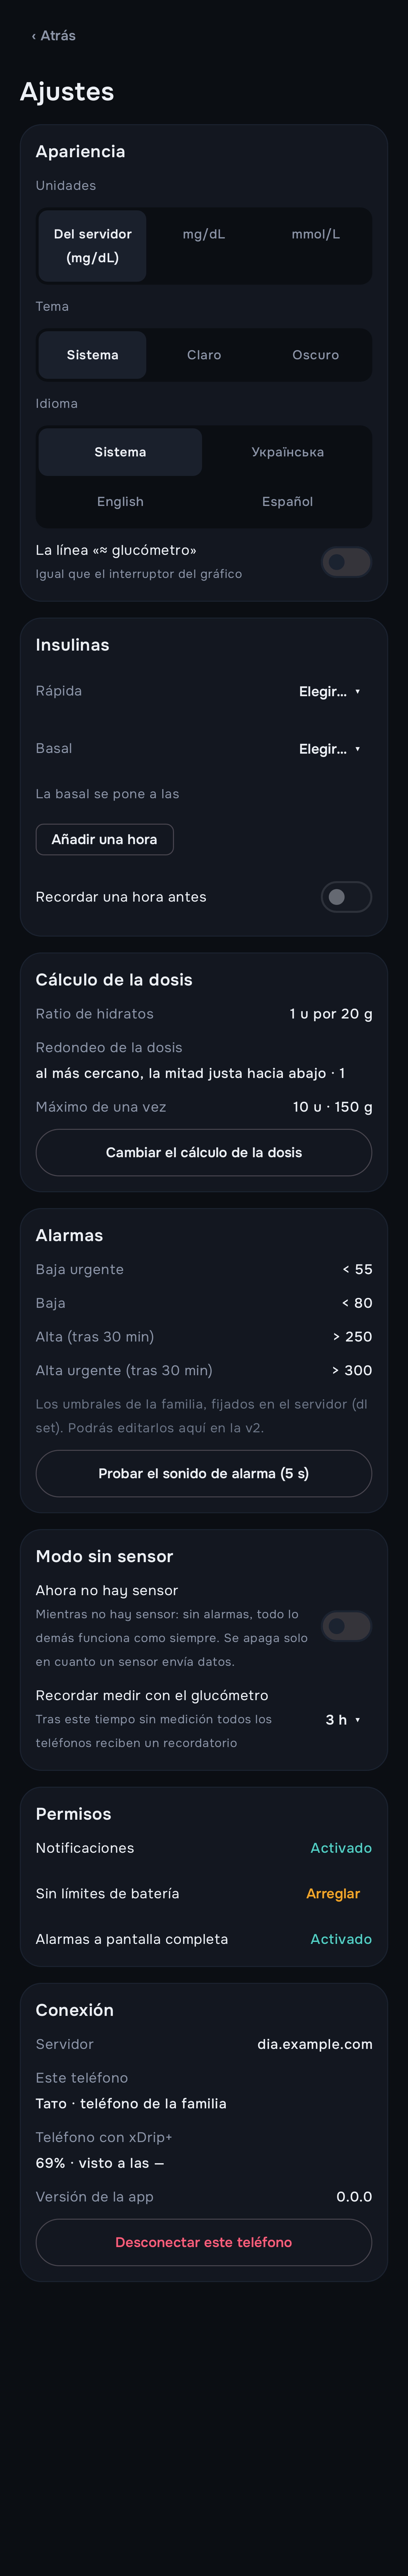 ‹ Atrás
Ajustes
Apariencia
Unidades
Del servidor (mg/dL)
mg/dL
mmol/L
Tema
Sistema
Claro
Oscuro
Idioma
Sistema
Українська
English
Español
La línea «≈ glucómetro»
Igual que el interruptor del gráfico
Insulinas
Rápida
Elegir... ▾
Basal
Elegir... ▾
La basal se pone a las
Añadir una hora
Recordar una hora antes
Cálculo de la dosis
Ratio de hidratos
1 u por 20 g
Redondeo de la dosis
al más cercano, la mitad justa hacia abajo · 1
Máximo de una vez
10 u · 150 g
Cambiar el cálculo de la dosis
Alarmas
Baja urgente
< 55
Baja
< 80
Alta (tras 30 min)
> 250
Alta urgente (tras 30 min)
> 300
Los umbrales de la familia, fijados en el servidor (dl
set). Podrás editarlos aquí en la v2.
Probar el sonido de alarma (5 s)
Modo sin sensor
Ahora no hay sensor
Mientras no hay sensor: sin alarmas, todo lo
demás funciona como siempre. Se apaga solo
en cuanto un sensor envía datos.
Recordar medir con el glucómetro
Tras este tiempo sin medición todos los
teléfonos reciben un recordatorio
3 h ▾
Permisos
Notificaciones
Activado
Sin límites de batería
Arreglar
Alarmas a pantalla completa
Activado
Conexión
Servidor
dia.example.com
Este teléfono
Тато · teléfono de la familia
Teléfono con xDrip+
69% · visto a las —
Versión de la app
0.0.0
Desconectar este teléfono